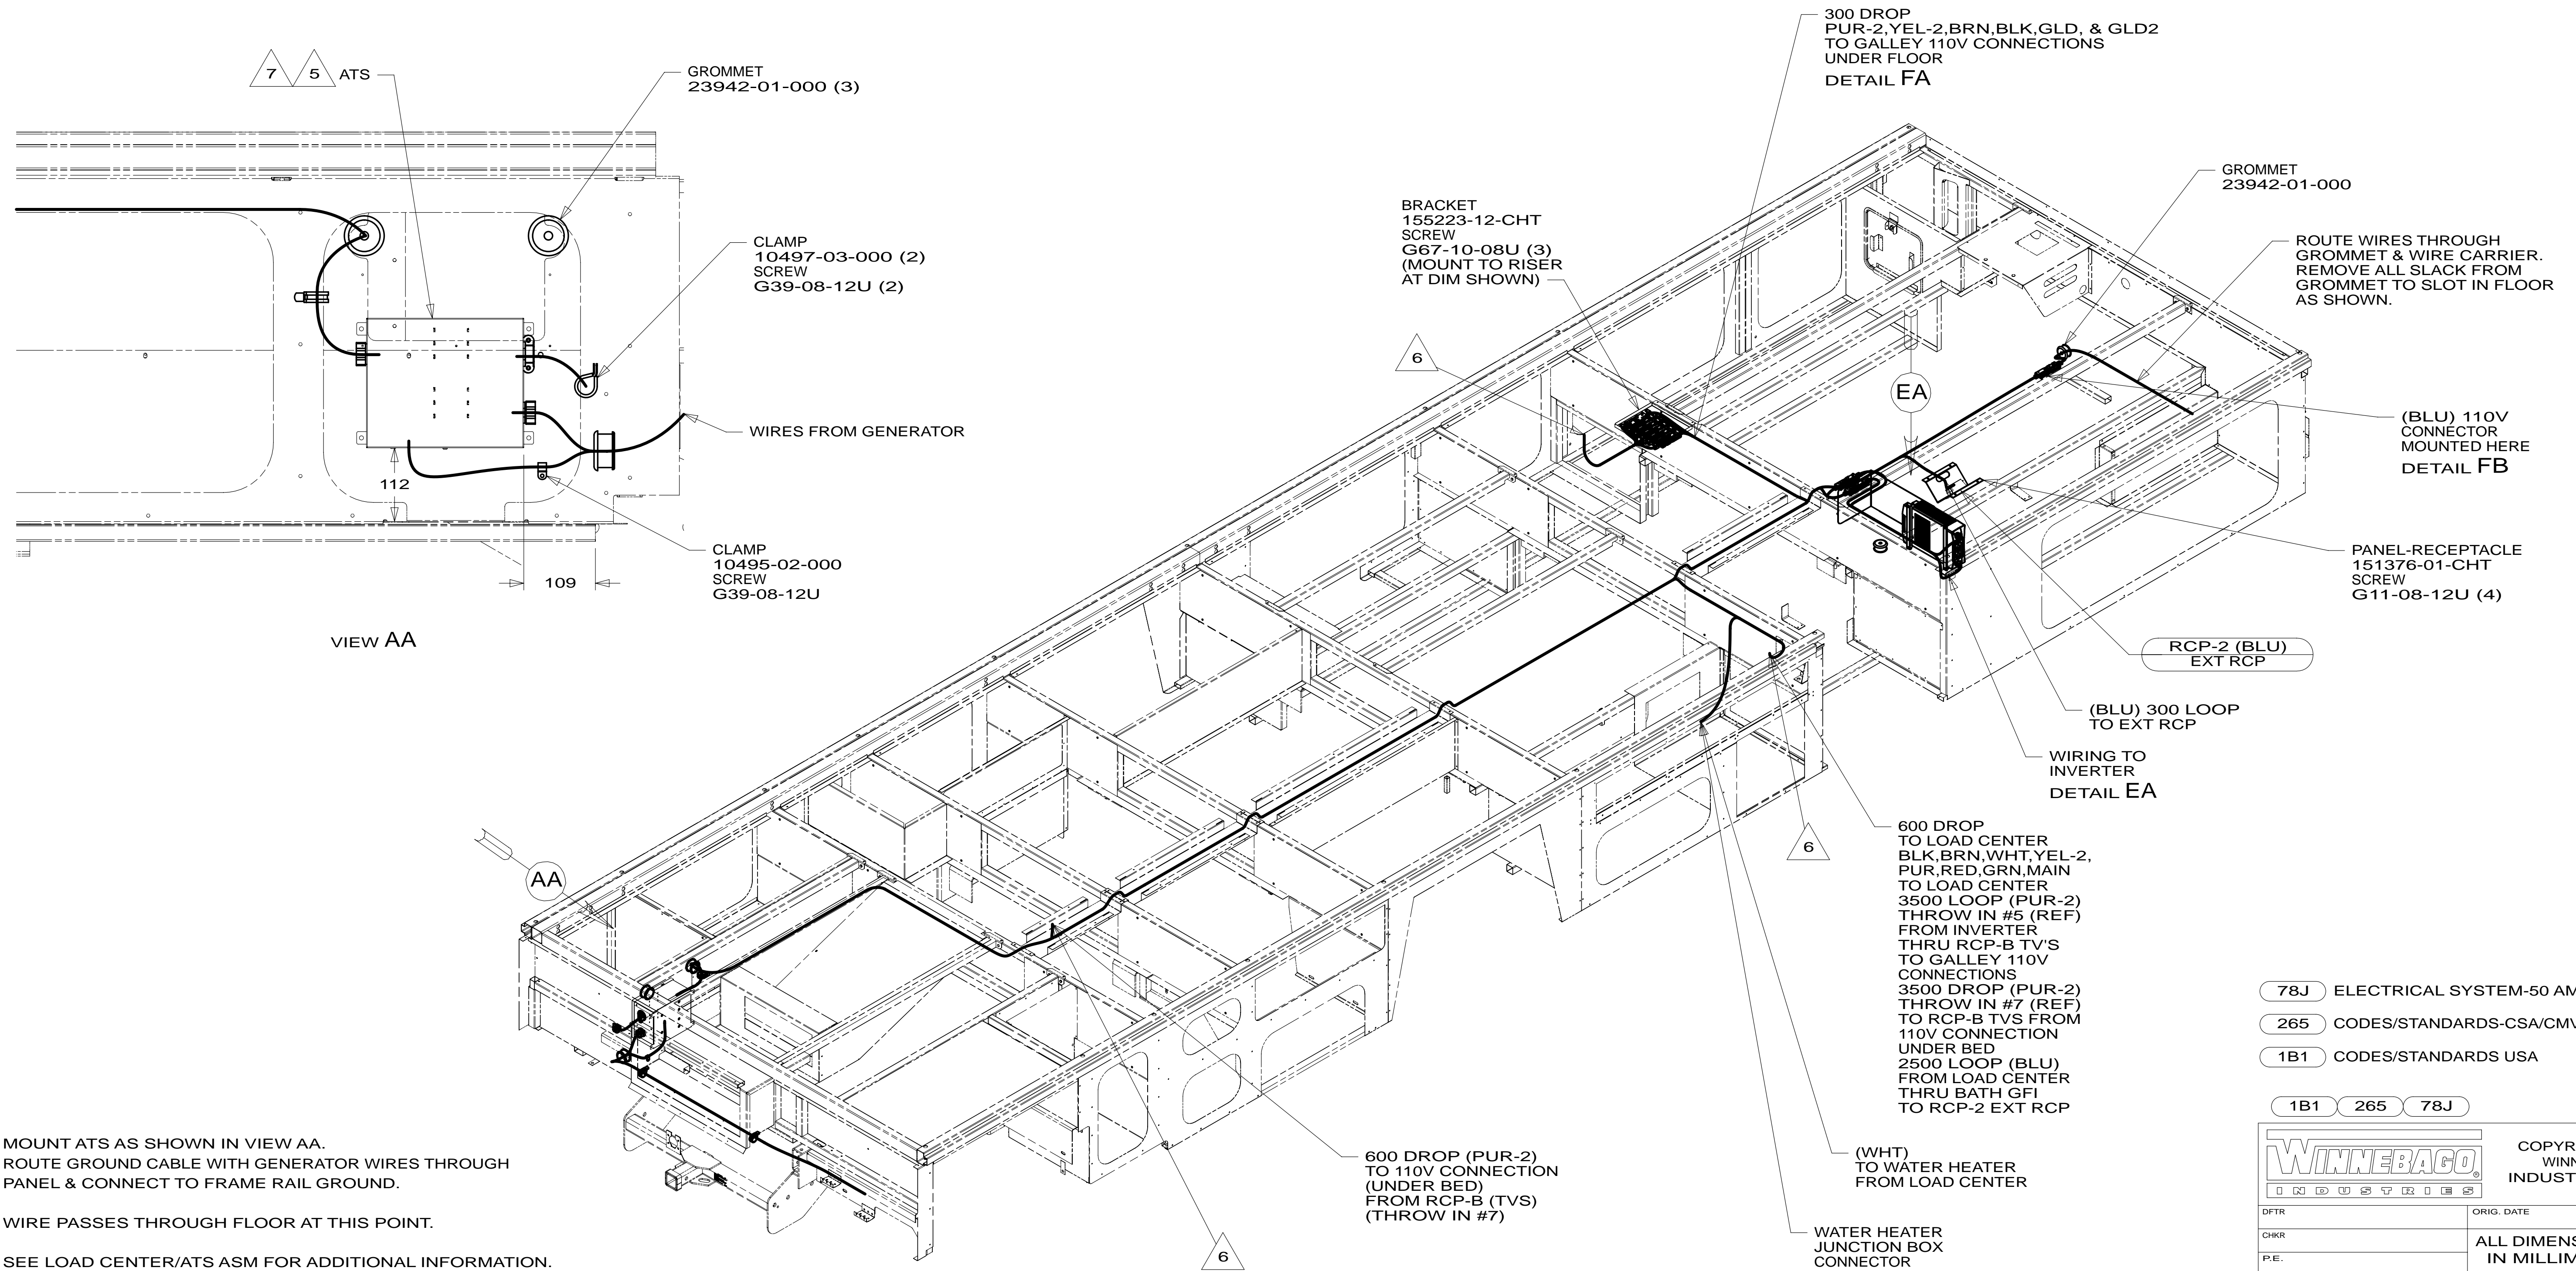 300 DROP
PUR-2,YEL-2,BRN,BLK,GLD, & GLD2
TO GALLEY 110V CONNECTIONS
UNDER FLOOR
DETAIL FA
7
5
ATS
GROMMET
23942-01-000 (3)
CLAMP
10497-03-000 (2)
SCREW
G39-08-12U (2)
WIRES FROM GENERATOR
112
109
CLAMP
10495-02-000
SCREW
G39-08-12U
VIEW AA
BRACKET
155223-12-CHT
SCREW
G67-10-08U (3)
(MOUNT TO RISER
AT DIM SHOWN)
6
GROMMET
23942-01-000
ROUTE WIRES THROUGH
GROMMET & WIRE CARRIER.
REMOVE ALL SLACK FROM
GROMMET TO SLOT IN FLOOR
AS SHOWN.
EA
(BLU) 110V
CONNECTOR
MOUNTED HERE
DETAIL FB
PANEL-RECEPTACLE
151376-01-CHT
SCREW
G11-08-12U (4)
RCP-2 (BLU)
EXT RCP
(BLU) 300 LOOP
TO EXT RCP
WIRING TO
INVERTER
DETAIL EA
AA
6
600 DROP
TO LOAD CENTER
BLK,BRN,WHT,YEL-2,
PUR,RED,GRN,MAIN
TO LOAD CENTER
3500 LOOP (PUR-2)
THROW IN #5 (REF)
FROM INVERTER
THRU RCP-B TV'S
TO GALLEY 110V
CONNECTIONS
3500 DROP (PUR-2)
THROW IN #7 (REF)
TO RCP-B TVS FROM
110V CONNECTION
UNDER BED
2500 LOOP (BLU)
FROM LOAD CENTER
THRU BATH GFI
TO RCP-2 EXT RCP
(WHT)
TO WATER HEATER
FROM LOAD CENTER
WATER HEATER
JUNCTION BOX
CONNECTOR
600 DROP (PUR-2)
TO 110V CONNECTION
(UNDER BED)
FROM RCP-B (TVS)
(THROW IN #7)
6
MOUNT ATS AS SHOWN IN VIEW AA.
ROUTE GROUND CABLE WITH GENERATOR WIRES THROUGH
PANEL & CONNECT TO FRAME RAIL GROUND.
WIRE PASSES THROUGH FLOOR AT THIS POINT.
SEE LOAD CENTER/ATS ASM FOR ADDITIONAL INFORMATION.
78J ELECTRICAL SYSTEM-50 AM
265 CODES/STANDARDS-CSA/CMV
1B1 CODES/STANDARDS USA
1B1 265 78J
WINNEBAGO ®
INDUSTRIES
COPYR
WINN
INDUST
DFTR
ORIG. DATE
CHKR
P.E.
ALL DIMENS
IN MILLIM